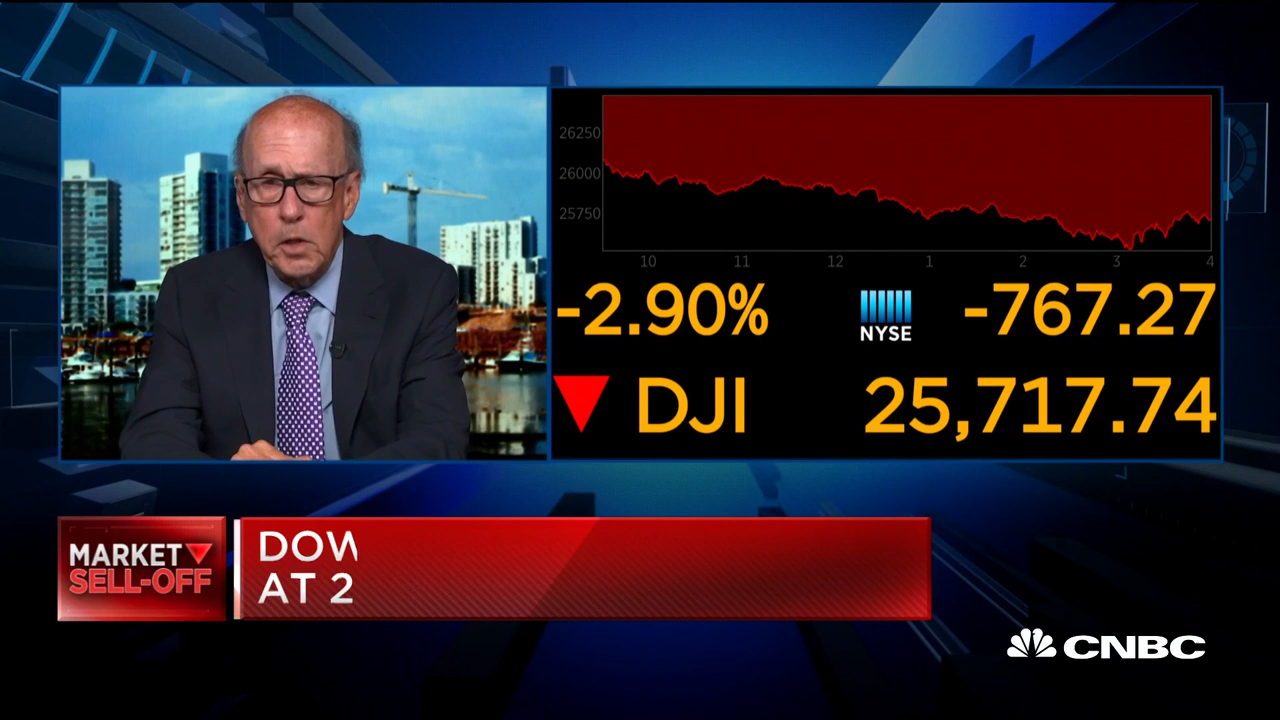 26250
26000
25750
10 11 12 1 2 3 4
-2.90% NYSE -767.27
DJI 25,717.74
MARKET
SELL-OFF
DOW
AT 2
CNBC